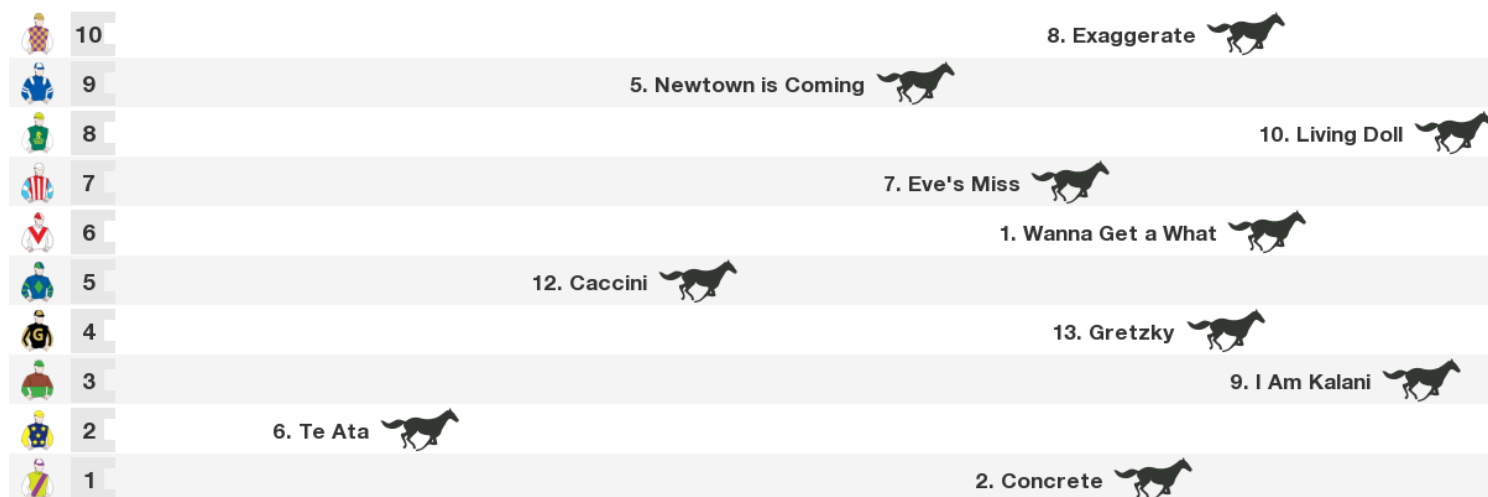 10 8. Exaggerate
9 5. Newtown is Coming
8 10. Living Doll
7 7. Eve's Miss
6 1. Wanna Get a What
5 12. Caccini
G 4 13. Gretzky
3 9. I Am Kalani
2 6. Te Ata
1 2. Concrete